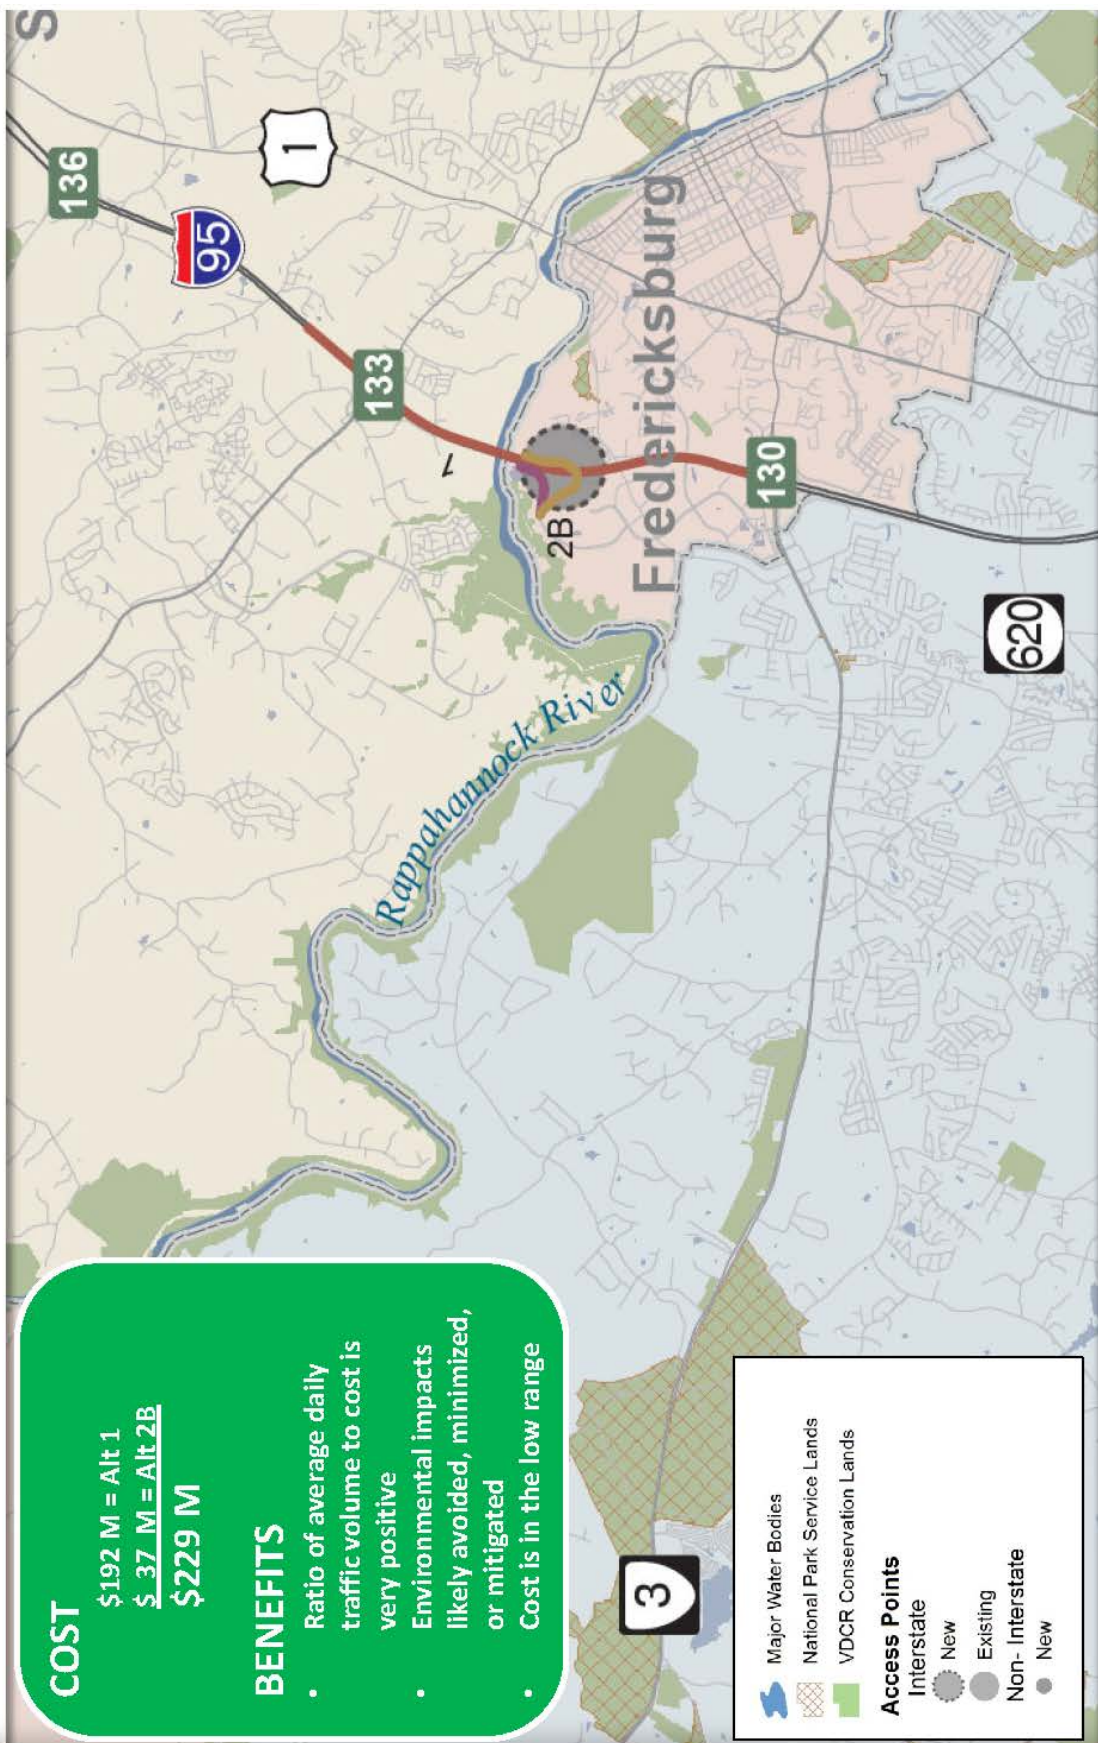 COST
$192 M = Alt 1
$ 37 M = Alt 2B
$229 M
BENEFITS
• Ratio of average daily
traffic volume to cost is
very positive
• Environmental impacts
likely avoided, minimized,
or mitigated
• Cost is in the low range
S
136
95
1
133
1
2B
Fredericksburg
130
Rappahannock River
620
3
Major Water Bodies
National Park Service Lands
VDCR Conservation Lands
Access Points
Interstate
New
Existing
Non- Interstate
New